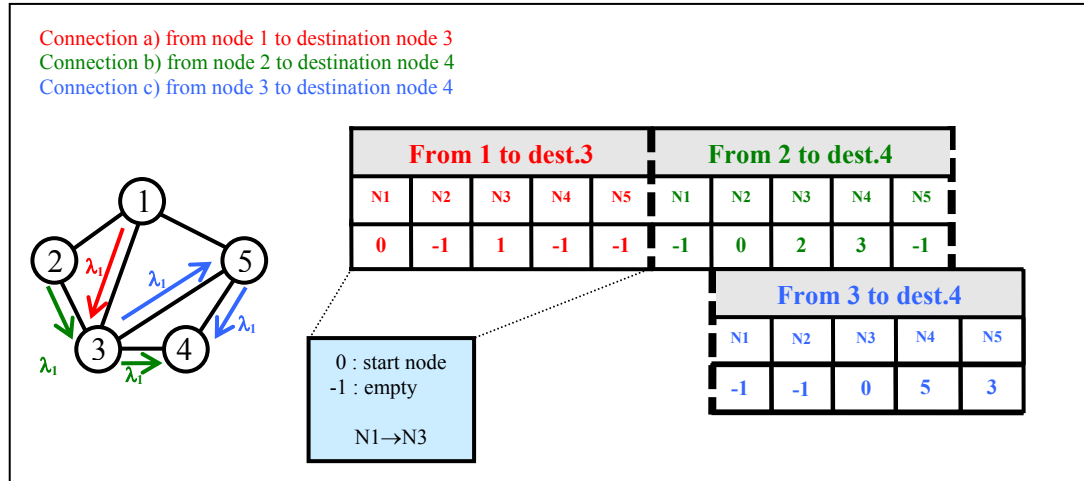 Connection a) from node 1 to destination node 3
Connection b) from node 2 to destination node 4
Connection c) from node 3 to destination node 4
From 1 to dest.3 From 2 to dest.4
N1 N2 N3 N4 N5 N1 N2 N3 N4 N5
0 -1 1 -1 -1 -1 0 2 3 -1
From 3 to dest.4
N1 N2 N3 N4 N5
-1 -1 0 5 3
1
2
5
3
4
λ₁
λ₁
λ₁
λ₁
λ₁
0 : start node
-1 : empty
N1→N3